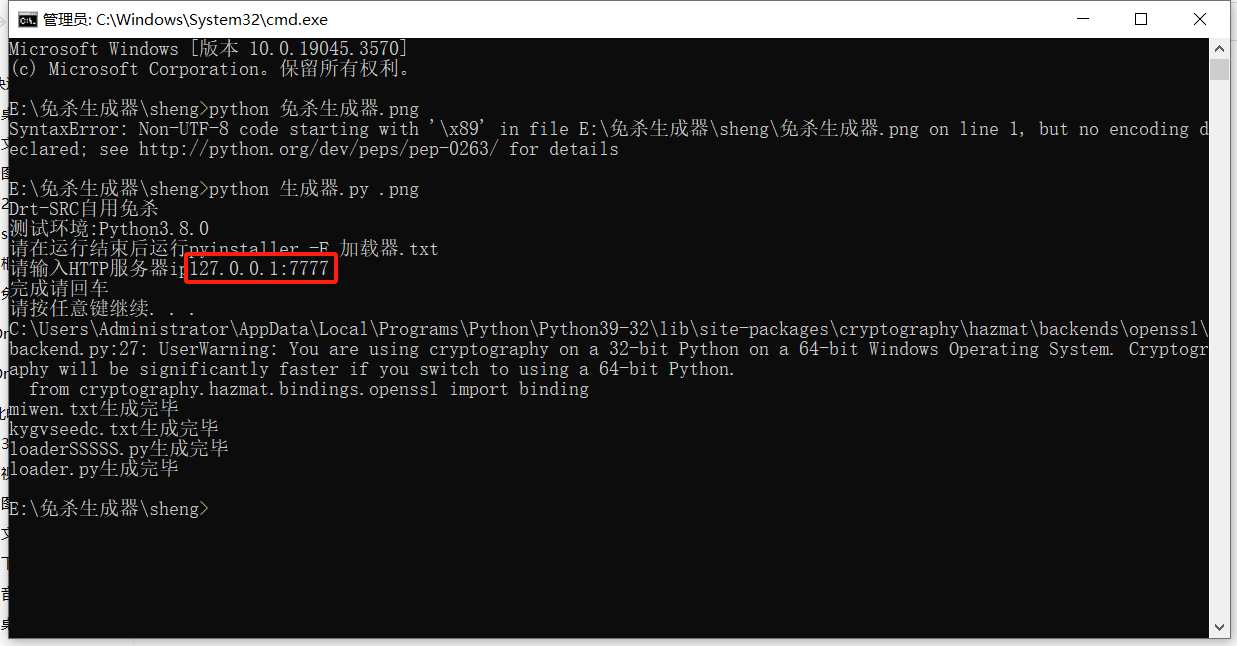 管理员: C:\Windows\System32\cmd.exe
Microsoft Windows [版本 10.0.19045.3570]
(c) Microsoft Corporation。保留所有权利。
E:\免杀生成器\sheng>python 免杀生成器.png
SyntaxError: Non-UTF-8 code starting with '\x89' in file E:\免杀生成器\sheng\免杀生成器.png on line 1, but no encoding d
eclared; see http://python.org/dev/peps/pep-0263/ for details
E:\免杀生成器\sheng>python 生成器.py .png
Drt-SRC自用免杀
测试环境:Python3.8.0
请在运行结束后运行pyinstaller -F 加载器.txt
请输入HTTP服务器ip127.0.0.1:7777
完成请回车
请按任意键继续. . .
C:\Users\Administrator\AppData\Local\Programs\Python\Python39-32\lib\site-packages\cryptography\hazmat\backends\openssl\
backend.py:27: UserWarning: You are using cryptography on a 32-bit Python on a 64-bit Windows Operating System. Cryptogr
aphy will be significantly faster if you switch to using a 64-bit Python.
from cryptography.hazmat.bindings.openssl import binding
miwen.txt生成完毕
kygvseedc.txt生成完毕
loaderSSSSS.py生成完毕
loader.py生成完毕
E:\免杀生成器\sheng>